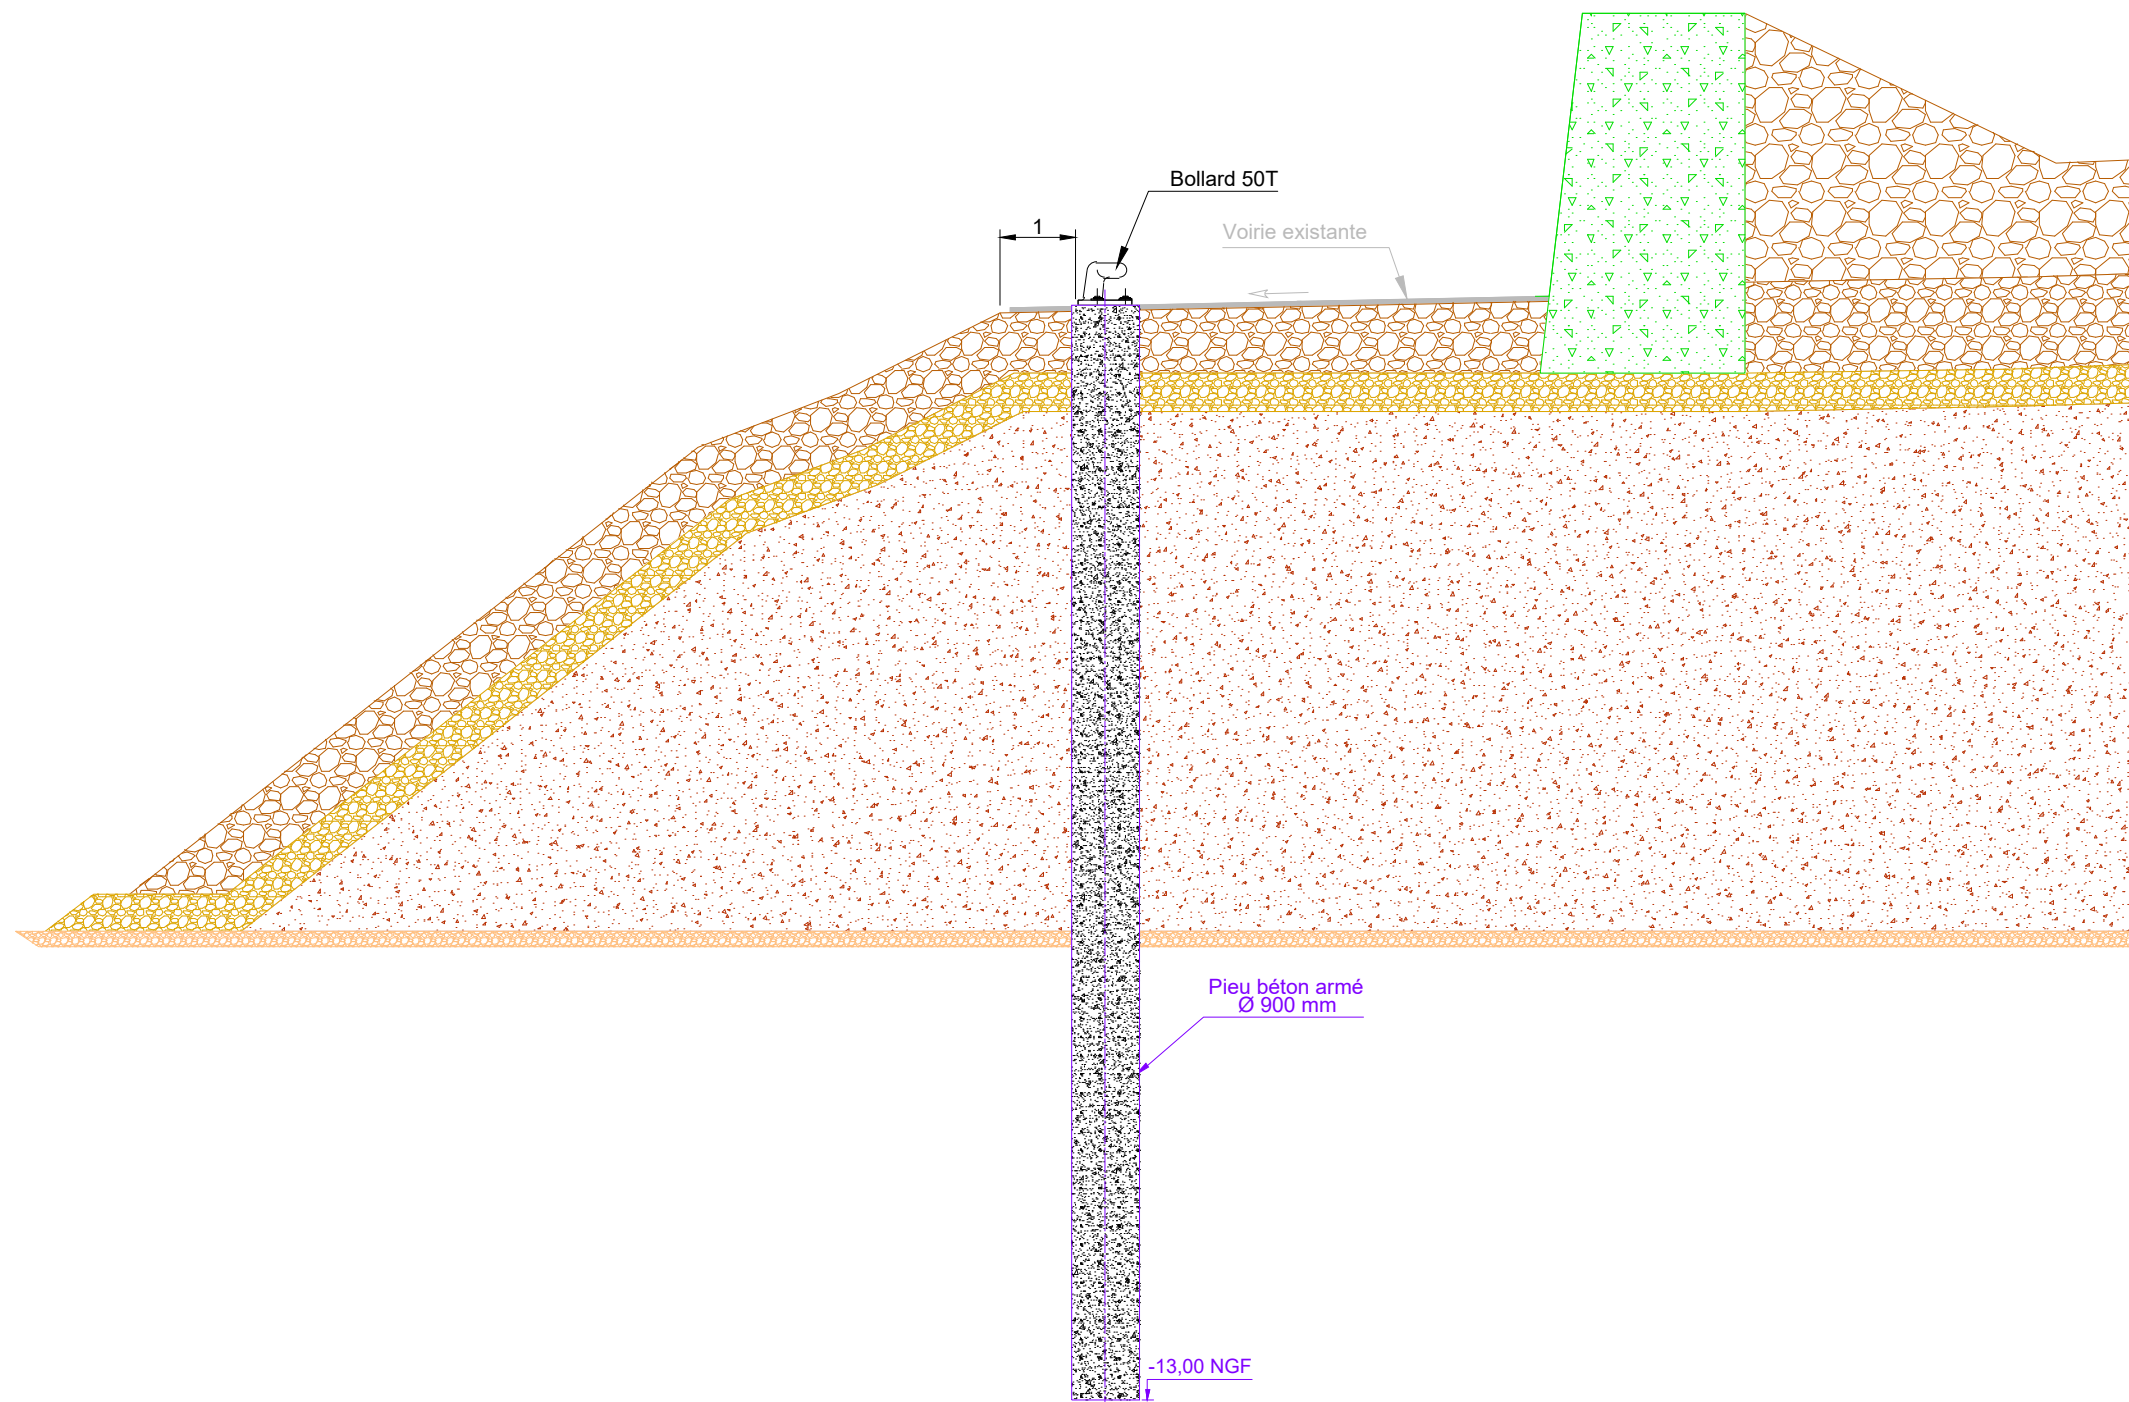 Bollard 50T
1
Voirie existante
Pieu béton armé
Ø 900 mm
-13,00 NGF